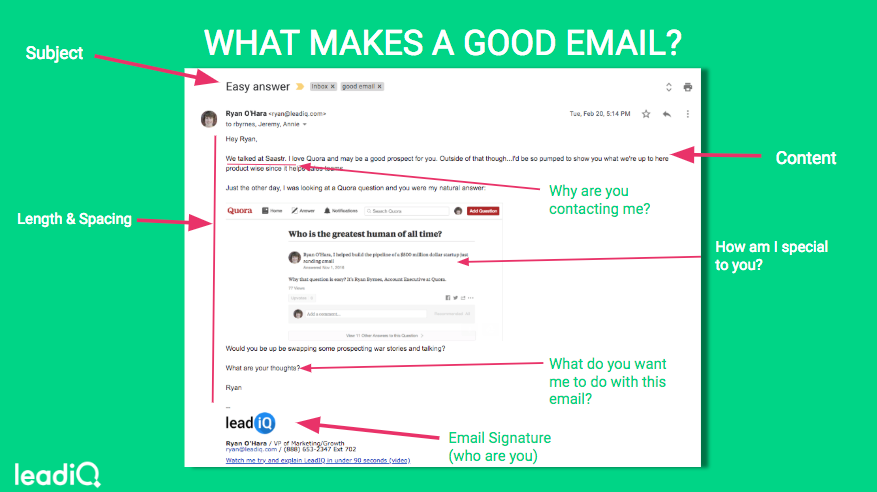 WHAT MAKES A GOOD EMAIL?
Subject
Easy answer
Inbox x
good email x
Ryan O'Hara <ryan@leadiq.com>
Tue, Feb 20, 5:14 PM
to rbyrnes, Jeremy, Annie
Hey Ryan,
We talked at Saastr. I love Quora and may be a good prospect for you. Outside of that though...I'd be so pumped to show you what we're up to here
product wise since it helps sales teams.
Content
Just the other day, I was looking at a Quora question and you were my natural answer:
Why are you
contacting me?
Length & Spacing
Quora
Home
Answer
Notifications
Search Quora
Add Question
Who is the greatest human of all time?
Ryan O'Hara, I helped build the pipeline of a $100 million dollar startup just
sending email
Answered
How am I special
to you?
Why that question is easy! It's Ryan Byrnes, Account Executive at Quora.
77 Views
Upvote
Add a comment...
View 11 Other Answers to this Question
Would you be up be swapping some prospecting war stories and talking?
What are your thoughts?
What do you want
me to do with this
email?
Ryan
--
lead iQ
Email Signature
(who are you)
Ryan O'Hara / VP of Marketing/Growth
ryan@leadiq.com / (888) 653-2347 Ext 702
Watch me try and explain LeadIQ in under 90 seconds (video)
leadiQ